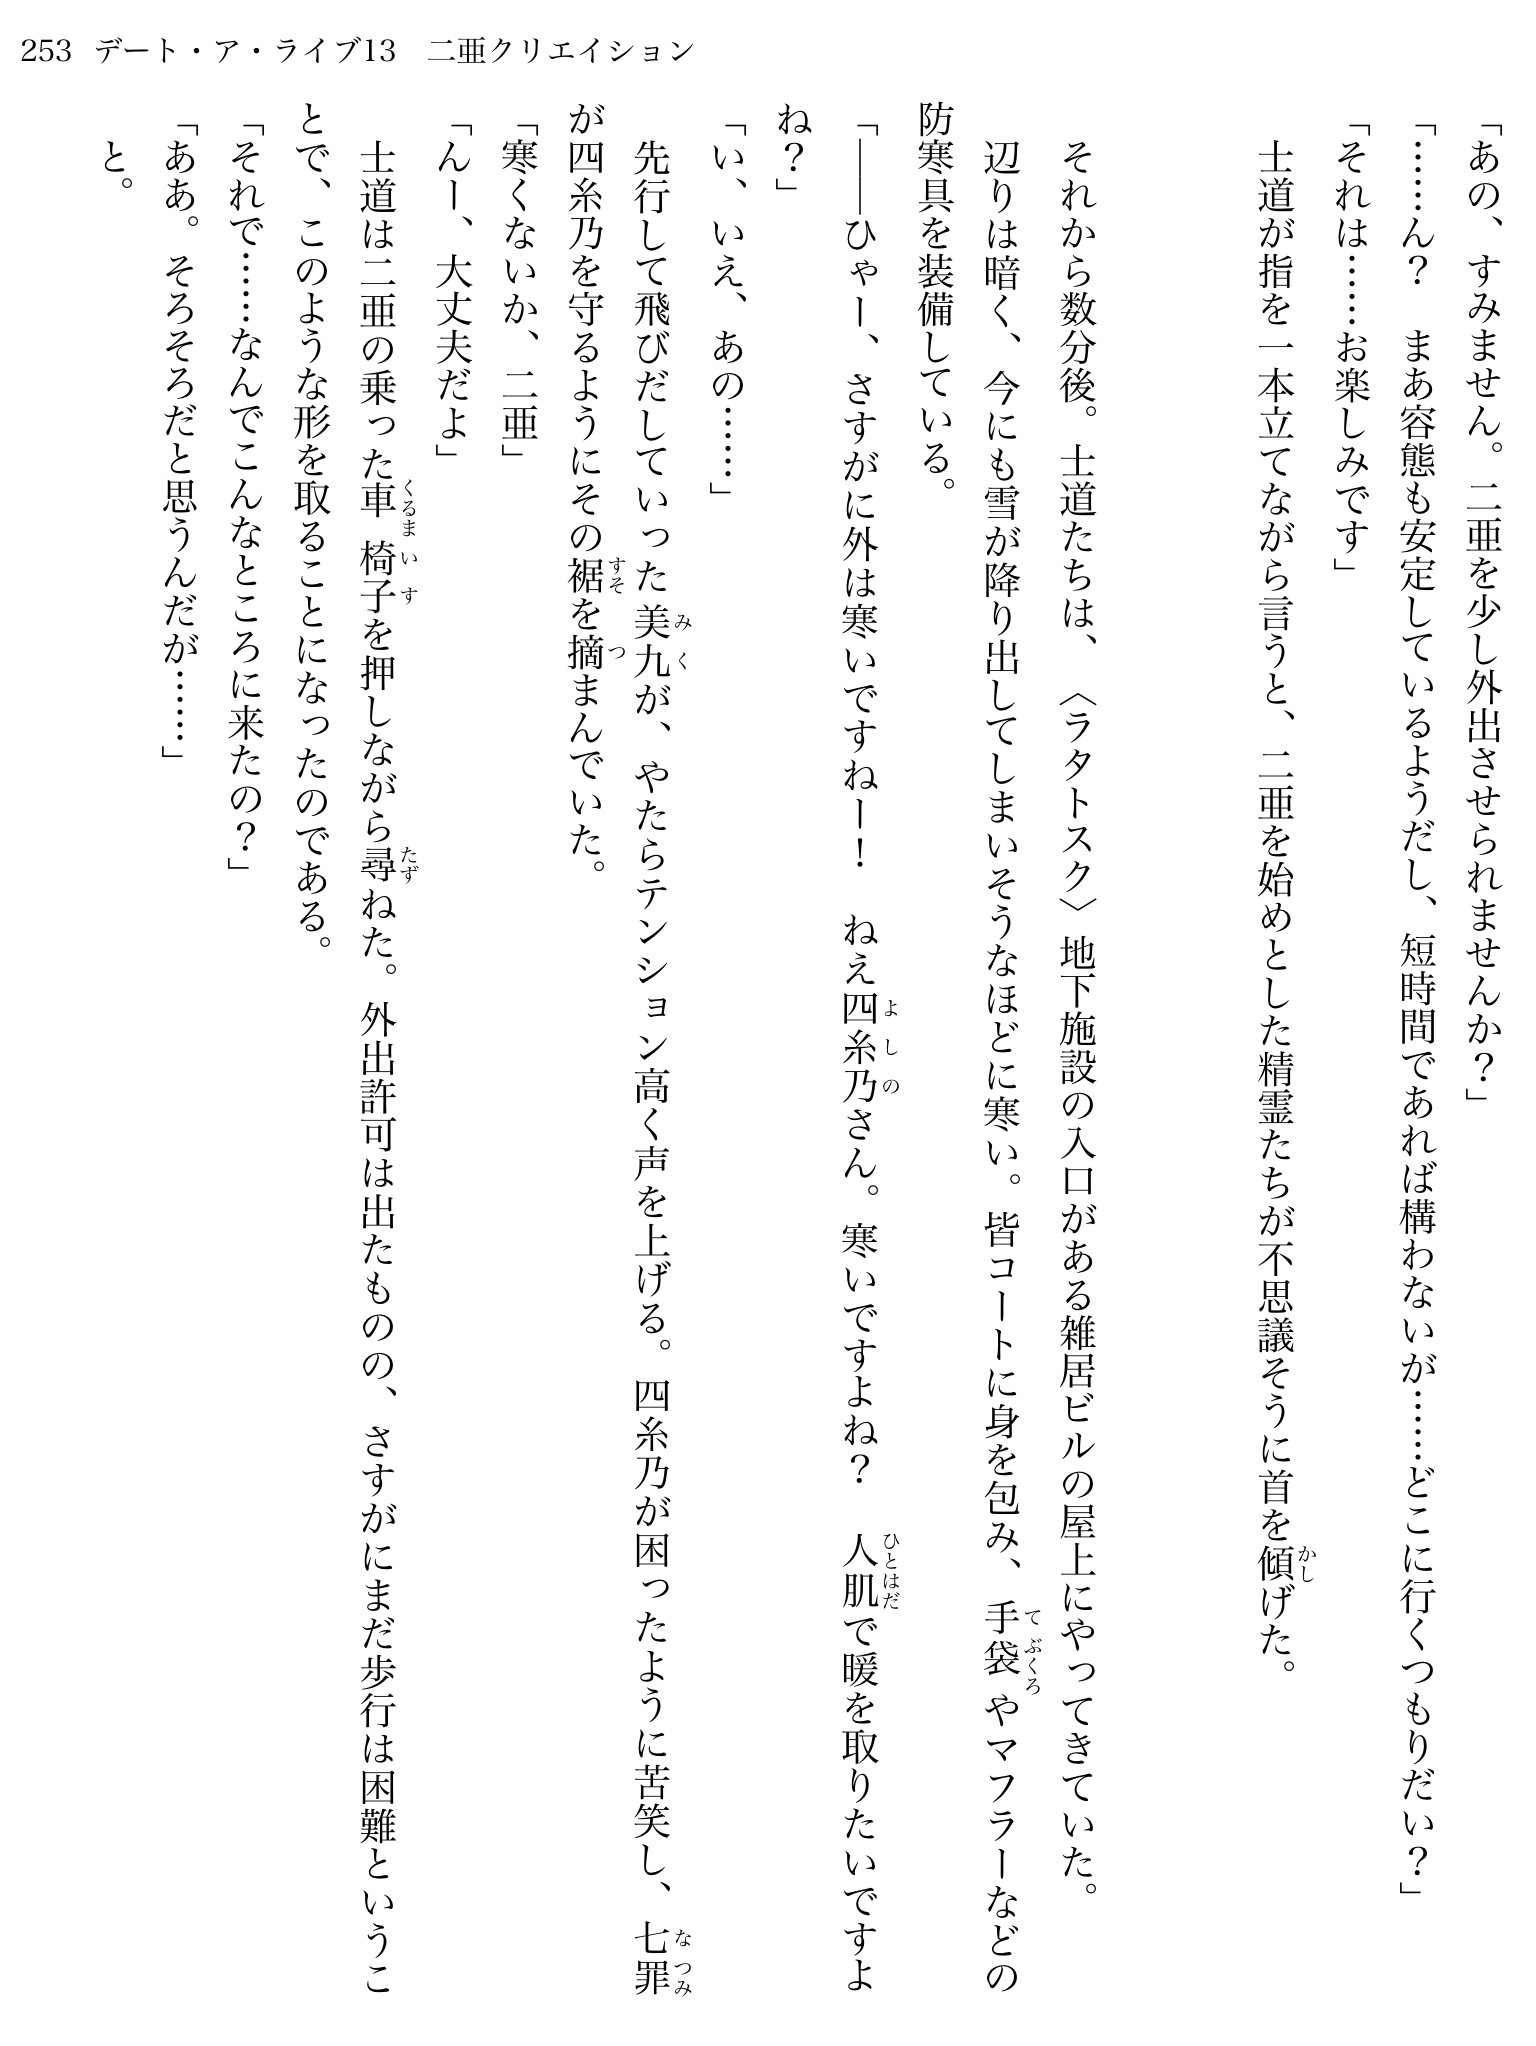 253 デート・ア・ライブ13　二亜クリエイション
「あの、すみません。二亜を少し外出させられませんか？」
「……ん？　まあ容態も安定しているようだし、短時間であれば構わないが……どこに行くつもりだい？」
「それは……お楽しみです」
　士道が指を一本立てながら言うと、二亜を始めとした精霊たちが不思議そうに首を傾げた。
　それから数分後。士道たちは、〈ラタトスク〉地下施設の入口がある雑居ビルの屋上にやってきていた。
　辺りは暗く、今にも雪が降り出してしまいそうなほどに寒い。皆コートに身を包み、手袋やマフラーなどの
防寒具を装備している。
「――ひゃー、さすがに外は寒いですねー！　ねえ四糸乃さん。寒いですよね？　人肌で暖を取りたいですよ
ね？」
「い、いえ、あの……」
　先行して飛びだしていった美九が、やたらテンション高く声を上げる。四糸乃が困ったように苦笑し、七罪
が四糸乃を守るようにその裾を摘まんでいた。
「寒くないか、二亜」
「んー、大丈夫だよ」
　士道は二亜の乗った車椅子を押しながら尋ねた。外出許可は出たものの、さすがにまだ歩行は困難というこ
とで、このような形を取ることになったのである。
「それで……なんでこんなところに来たの？」
「ああ。そろそろだと思うんだが……」
　と。